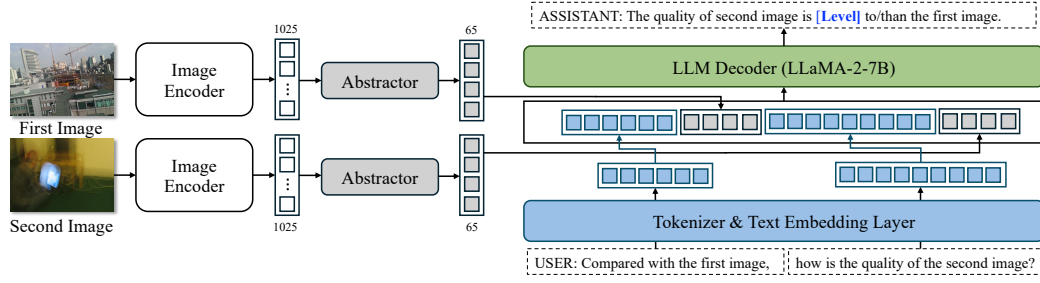 ASSISTANT: The quality of second image is [Level] to/than the first image.
1025
65
Image
Encoder
Abstractor
LLM Decoder (LLaMA-2-7B)
First Image
Image
Encoder
Abstractor
Second Image
1025
65
Tokenizer & Text Embedding Layer
USER: Compared with the first image,
how is the quality of the second image?